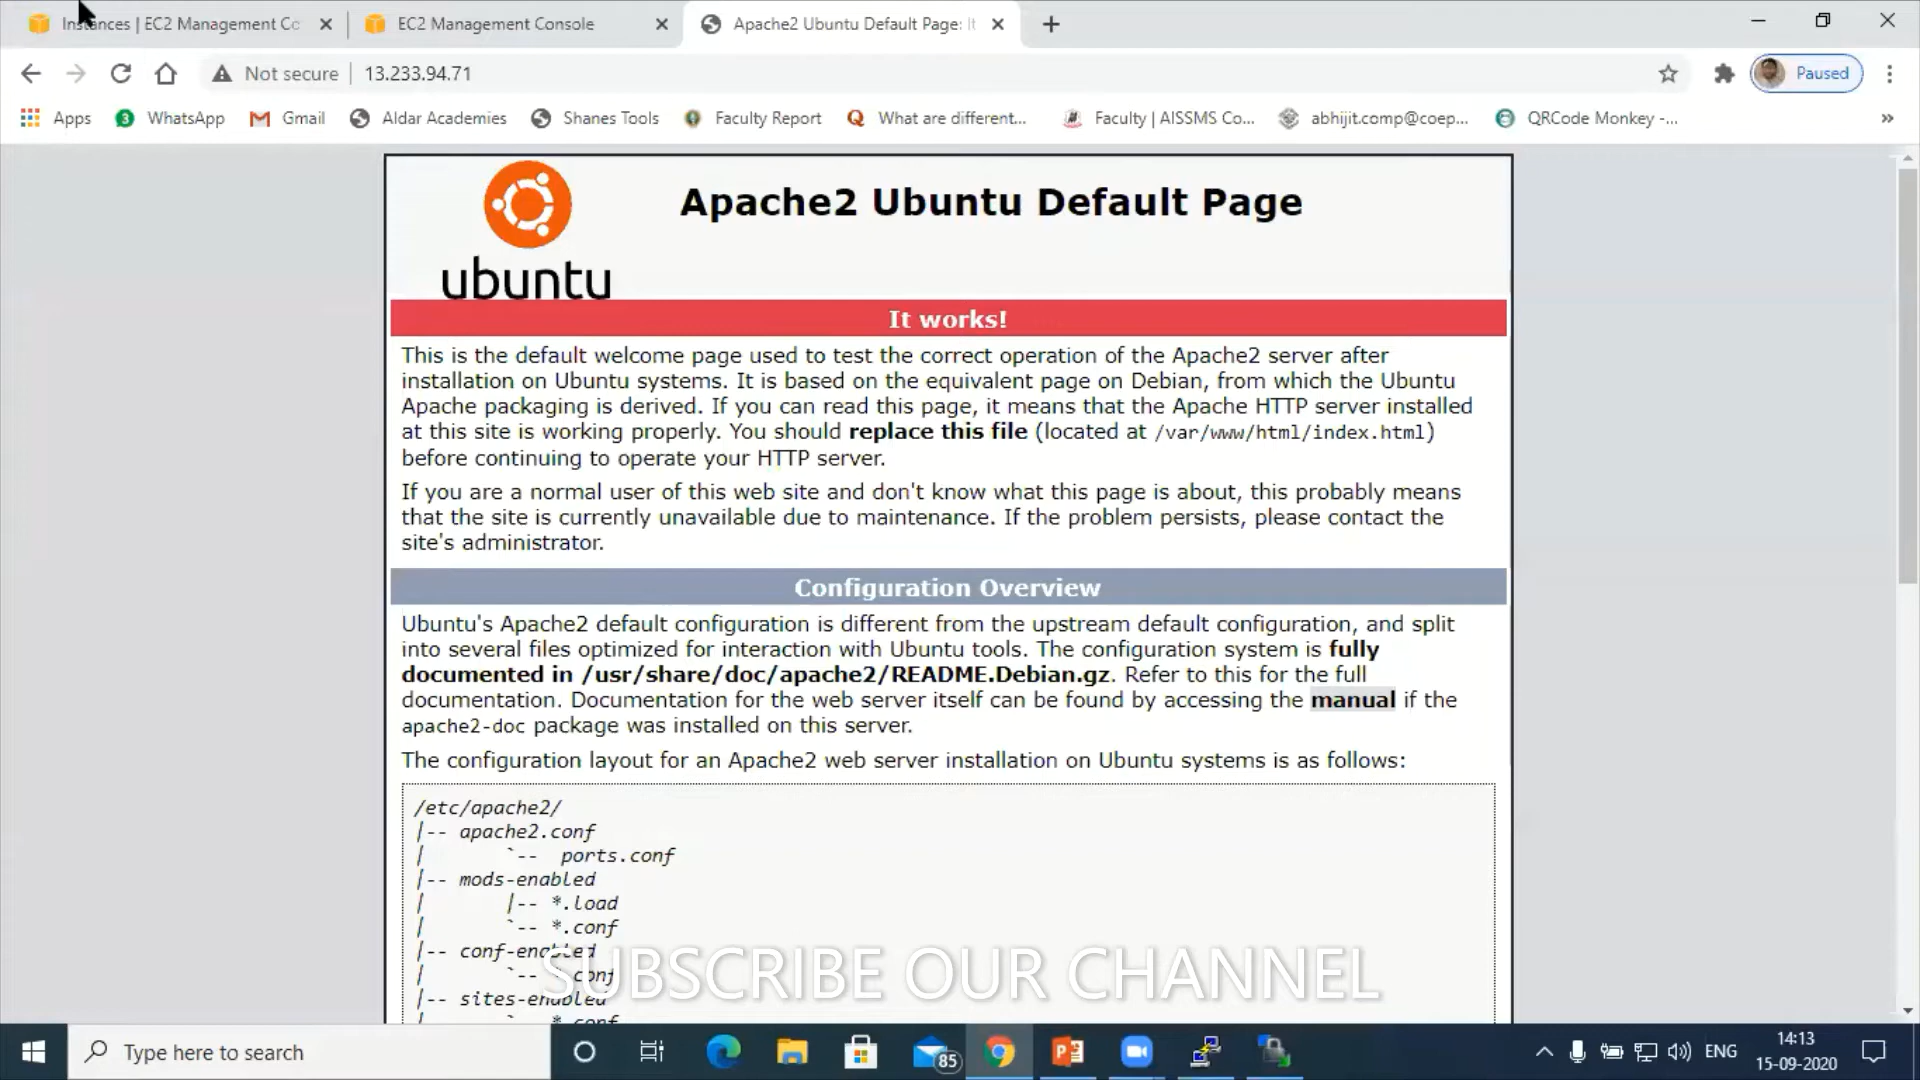 Instances | EC2 Management Co
EC2 Management Console
Apache2 Ubuntu Default Page: It
Not secure
13.233.94.71
Paused
Apps
WhatsApp
Gmail
Aldar Academies
Shanes Tools
Faculty Report
What are different...
Faculty | AISSMS Co...
abhijit.comp@coep...
QRCode Monkey -...
»
ubuntu
Apache2 Ubuntu Default Page
It works!
This is the default welcome page used to test the correct operation of the Apache2 server after
installation on Ubuntu systems. It is based on the equivalent page on Debian, from which the Ubuntu
Apache packaging is derived. If you can read this page, it means that the Apache HTTP server installed
at this site is working properly. You should replace this file (located at /var/www/html/index.html)
before continuing to operate your HTTP server.
If you are a normal user of this web site and don't know what this page is about, this probably means
that the site is currently unavailable due to maintenance. If the problem persists, please contact the
site's administrator.
Configuration Overview
Ubuntu's Apache2 default configuration is different from the upstream default configuration, and split
into several files optimized for interaction with Ubuntu tools. The configuration system is fully
documented in /usr/share/doc/apache2/README.Debian.gz. Refer to this for the full
documentation. Documentation for the web server itself can be found by accessing the manual if the
apache2-doc package was installed on this server.
The configuration layout for an Apache2 web server installation on Ubuntu systems is as follows:
/etc/apache2/
|-- apache2.conf
|       `--  ports.conf
|-- mods-enabled
|       |-- *.load
|       `-- *.conf
|-- conf-enabled
|       `-- *.conf
|-- sites-enabled
|       `-- *.conf
SUBSCRIBE OUR CHANNEL
Type here to search
85
ENG
14:13
15-09-2020